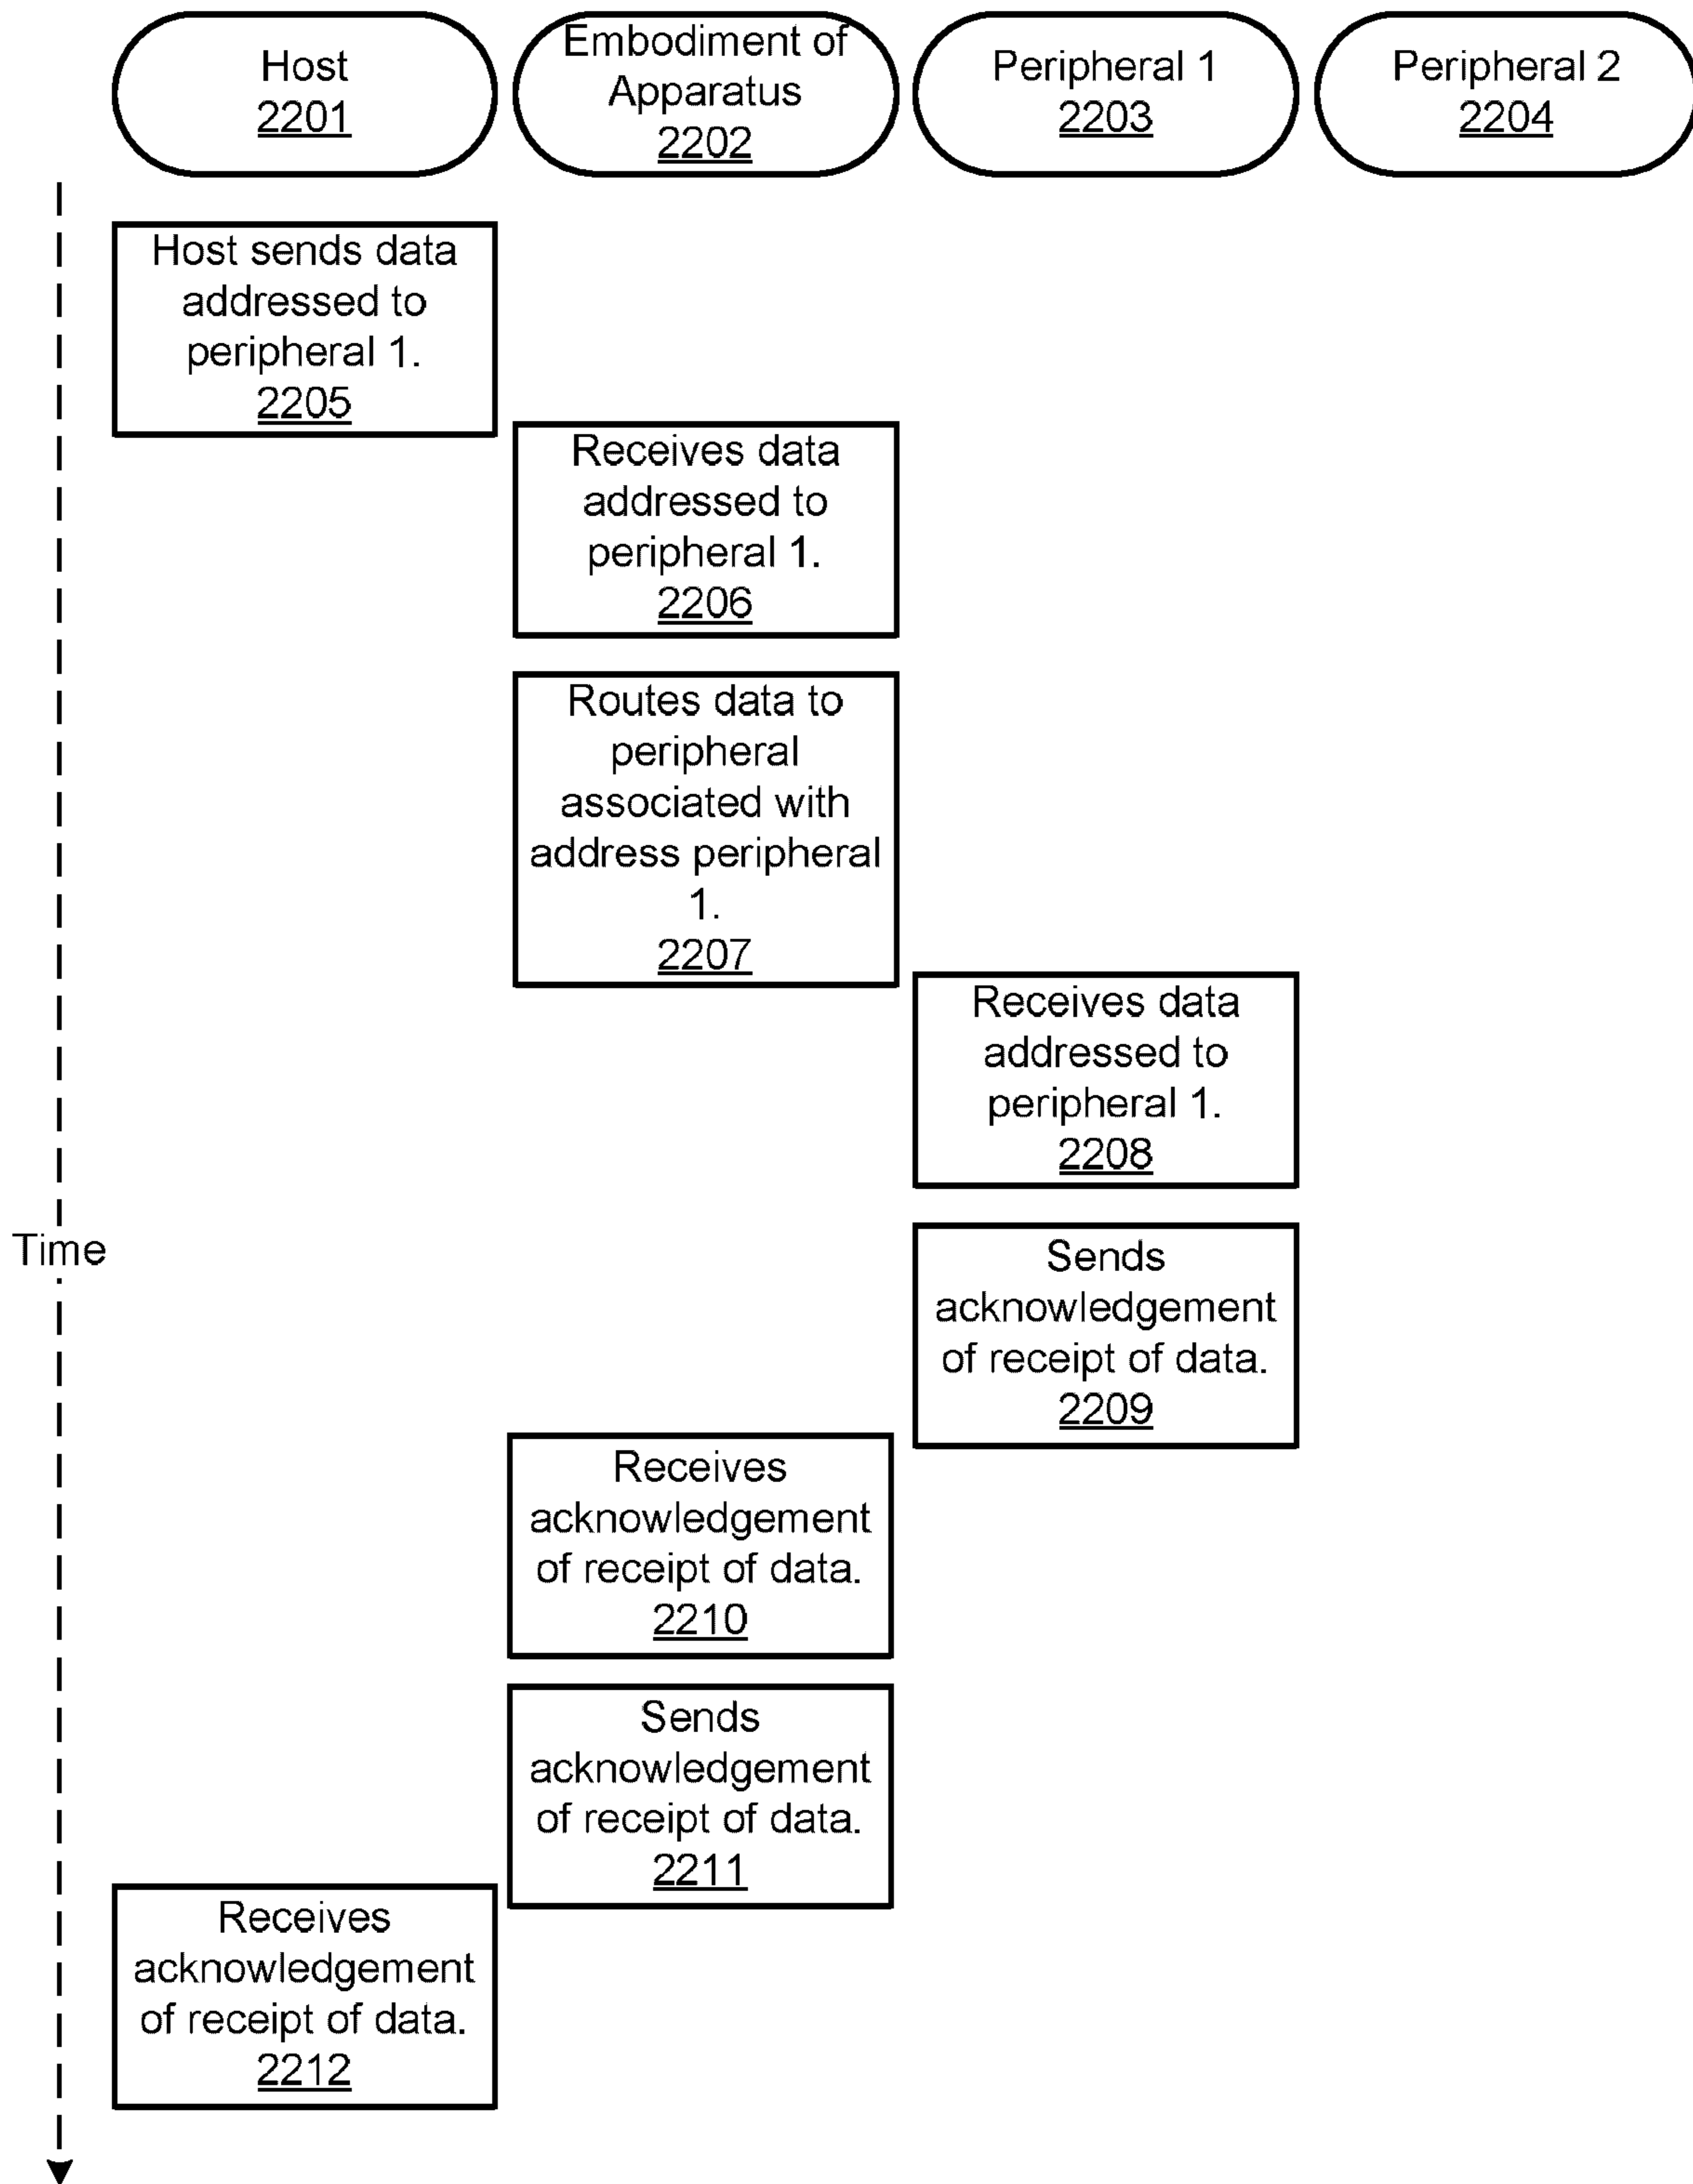 Host
2201
Embodiment of
Apparatus
2202
Peripheral 1
2203
Peripheral 2
2204
Host sends data
addressed to
peripheral 1.
2205
Receives data
addressed to
peripheral 1.
2206
Routes data to
peripheral
associated with
address peripheral
1.
2207
Receives data
addressed to
peripheral 1.
2208
Time
Sends
acknowledgement
of receipt of data.
2209
Receives
acknowledgement
of receipt of data.
2210
Sends
acknowledgement
of receipt of data.
2211
Receives
acknowledgement
of receipt of data.
2212